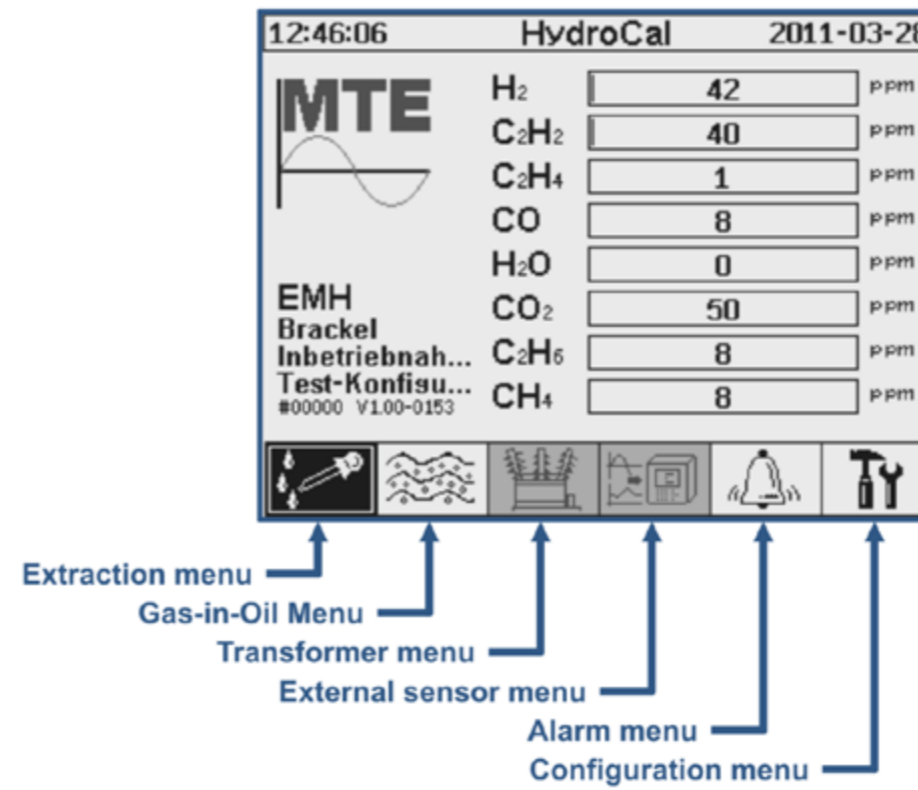 12:46:06 HydroCal 2011-03-28
MTE
H₂ 42 ppm
C₂H₂ 40 ppm
C₂H₄ 1 ppm
CO 8 ppm
H₂O 0 ppm
CO₂ 50 ppm
C₂H₆ 8 ppm
CH₄ 8 ppm
EMH
Brackel
Inbetriebnah...
Test-Konfigu...
#00000 V1.00-0153
Extraction menu
Gas-in-Oil Menu
Transformer menu
External sensor menu
Alarm menu
Configuration menu